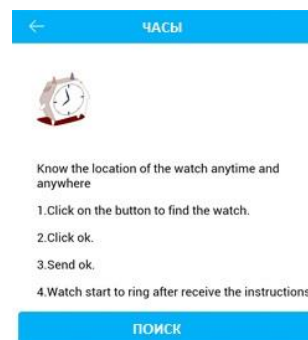 ЧАСЫ
Know the location of the watch anytime and
anywhere
1.Click on the button to find the watch.
2.Click ok.
3.Send ok.
4.Watch start to ring after receive the instructions
ПОИСК